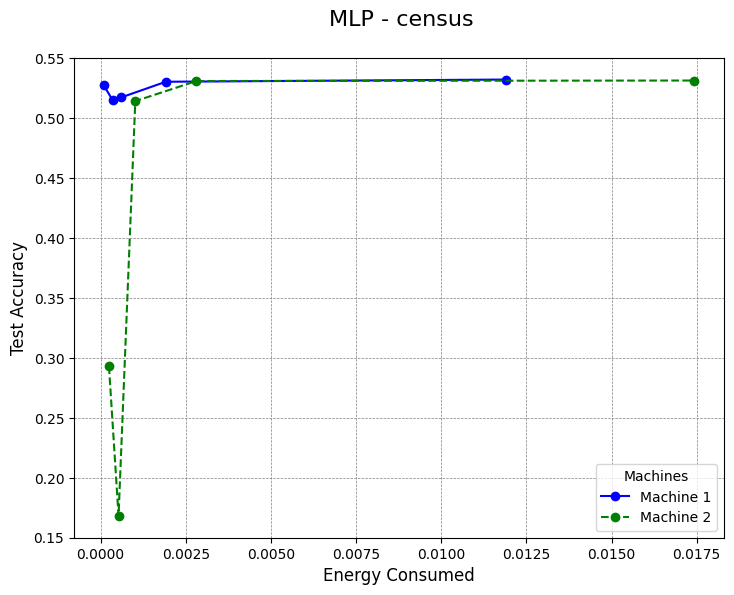 MLP - census
0.55
0.50
0.45
0.40
0.35
0.30
0.25
0.20
0.15
Test Accuracy
Machines
Machine 1
Machine 2
0.0000 0.0025 0.0050 0.0075 0.0100 0.0125 0.0150 0.0175
Energy Consumed